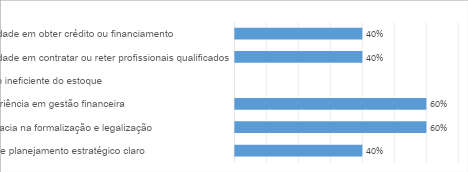 dade em obter crédito ou financiamento 40%
dade em contratar ou reter profissionais qualificados 40%
o ineficiente do estoque
riência em gestão financeira 60%
acia na formalização e legalização 60%
e planejamento estratégico claro 40%